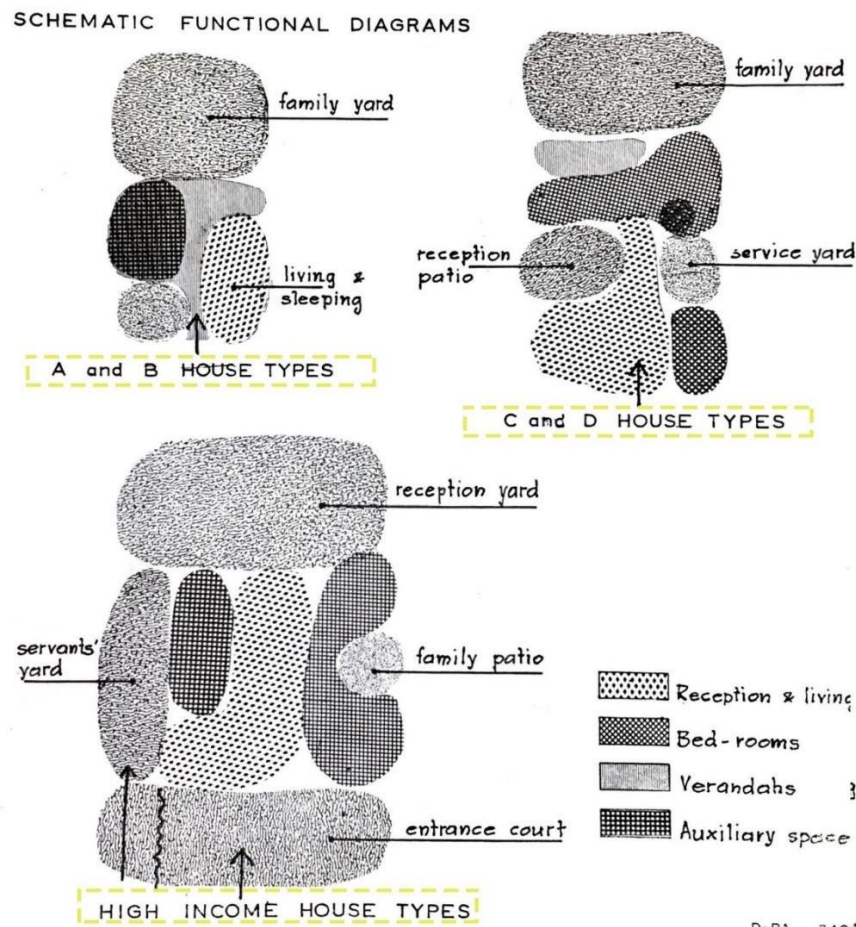 SCHEMATIC FUNCTIONAL DIAGRAMS
family yard
living &
sleeping
A and B HOUSE TYPES
family yard
reception
patio
service yard
C and D HOUSE TYPES
reception yard
servants'
yard
family patio
entrance court
HIGH INCOME HOUSE TYPES
Reception & living
Bed-rooms
Verandahs
Auxiliary space